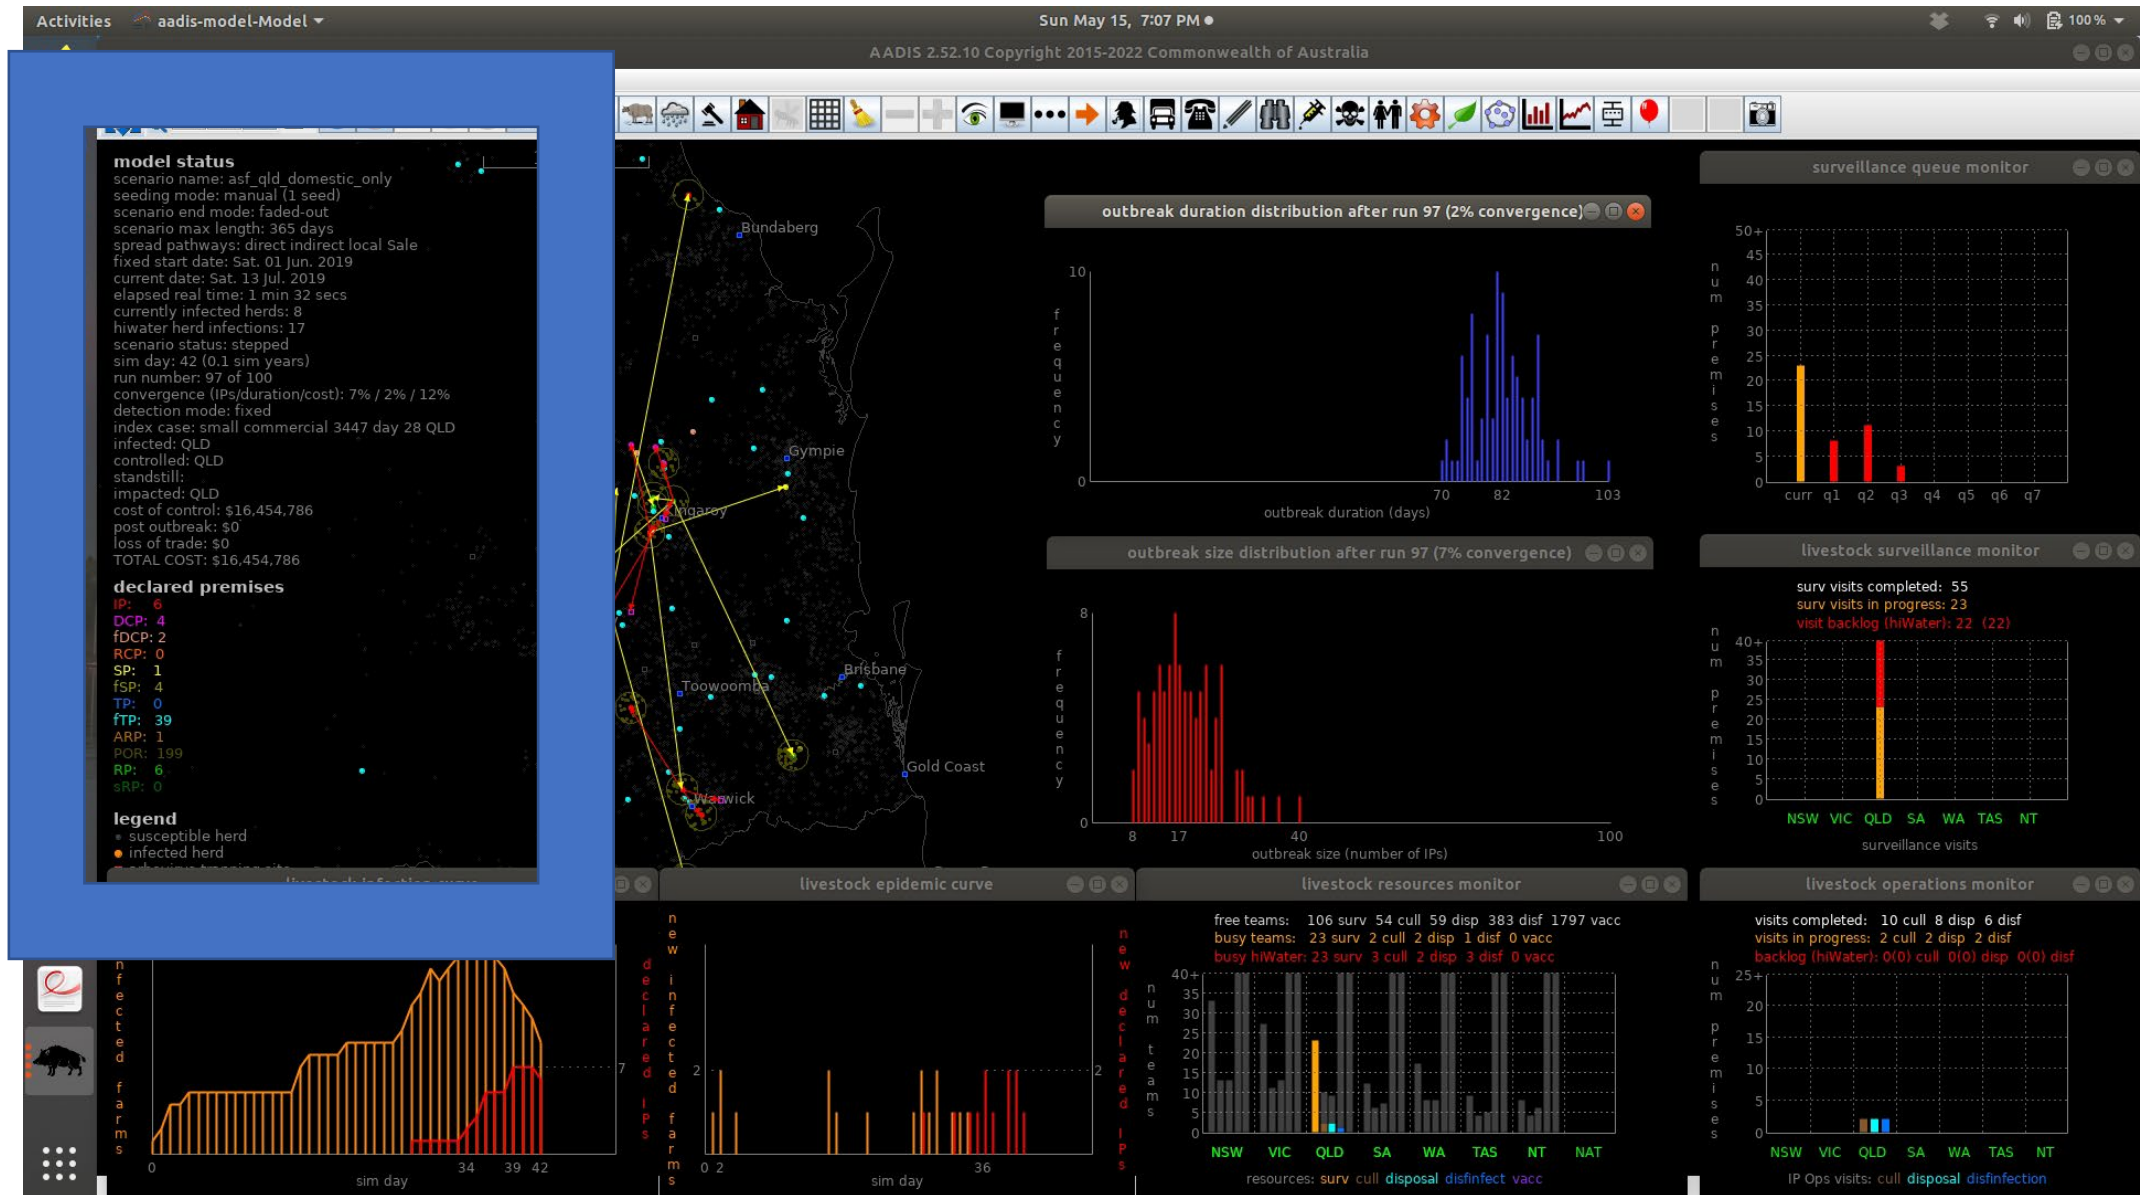 Activities
aadis-model-Model
Sun May 15, 7:07 PM
100%
AADIS 2.52.10 Copyright 2015-2022 Commonwealth of Australia
model status
scenario name: asf_qld_domestic_only
seeding mode: manual (1 seed)
scenario end mode: faded-out
scenario max length: 365 days
spread pathways: direct indirect local Sale
fixed start date: Sat. 01 Jun. 2019
current date: Sat. 13 Jul. 2019
elapsed real time: 1 min 32 secs
currently infected herds: 8
hiwater herd infections: 17
scenario status: stepped
sim day: 42 (0.1 sim years)
run number: 97 of 100
convergence (IPs/duration/cost): 7% / 2% / 12%
detection mode: fixed
index case: small commercial 3447 day 28 QLD
infected: QLD
controlled: QLD
standstill:
impacted: QLD
cost of control: $16,454,786
post outbreak: $0
loss of trade: $0
TOTAL COST: $16,454,786
declared premises
IP: 6
DCP: 4
fDCP: 2
RCP: 0
SP: 1
fSP: 4
TP: 0
fTP: 39
ARP: 1
POR: 199
RP: 6
sRP: 0
legend
susceptible herd
infected herd
Bundaberg
Gympie
Kingaroy
Toowoomba
Brisbane
Gold Coast
Warwick
outbreak duration distribution after run 97 (2% convergence)
frequency
10
0
70 82 103
outbreak duration (days)
outbreak size distribution after run 97 (7% convergence)
frequency
8
0
8 17 40 100
outbreak size (number of IPs)
surveillance queue monitor
num premises
50+
45
40
35
30
25
20
15
10
5
0
curr q1 q2 q3 q4 q5 q6 q7
livestock surveillance monitor
surv visits completed: 55
surv visits in progress: 23
visit backlog (hiWater): 22 (22)
num premises
40+
35
30
25
20
15
10
5
0
NSW VIC QLD SA WA TAS NT
surveillance visits
nfected farms
declared IPs
7
0 34 39 42
sim day
livestock epidemic curve
new infected farms
new declared IPs
2
2
0 2 36
sim day
livestock resources monitor
free teams: 106 surv 54 cull 59 disp 383 disf 1797 vacc
busy teams: 23 surv 2 cull 2 disp 1 disf 0 vacc
busy hiWater: 23 surv 3 cull 2 disp 3 disf 0 vacc
num teams
40+
35
30
25
20
15
10
5
0
NSW VIC QLD SA WA TAS NT NAT
resources: surv cull disposal disfinfect vacc
livestock operations monitor
visits completed: 10 cull 8 disp 6 disf
visits in progress: 2 cull 2 disp 2 disf
backlog (hiWater): 0(0) cull 0(0) disp 0(0) disf
num premises
25+
20
15
10
5
0
NSW VIC QLD SA WA TAS NT
IP Ops visits: cull disposal disfinfection